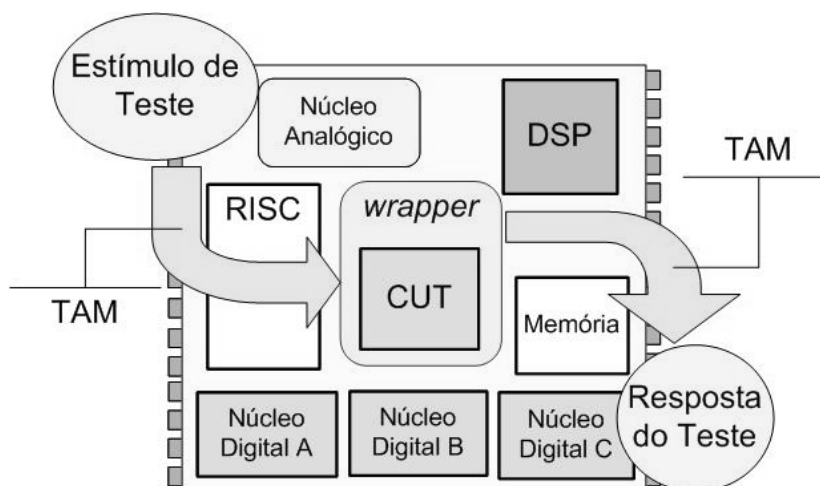 Estímulo de
Teste
Núcleo
Analógico
DSP
TAM
RISC
wrapper
CUT
TAM
Memória
Núcleo
Digital A
Núcleo
Digital B
Núcleo
Digital C
Resposta
do Teste